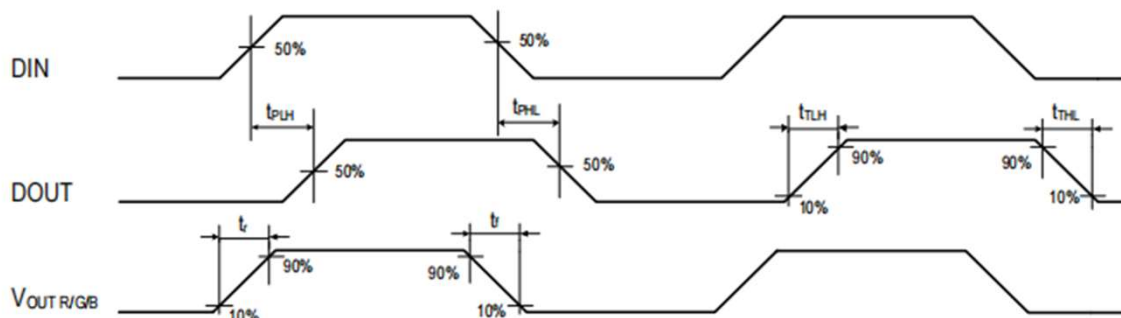 DIN
50%
50%
tPLH
tPHL
tTLH
tTHL
DOUT
50%
50%
90%
10%
90%
10%
VOUT R/G/B
tr
tf
90%
10%
90%
10%